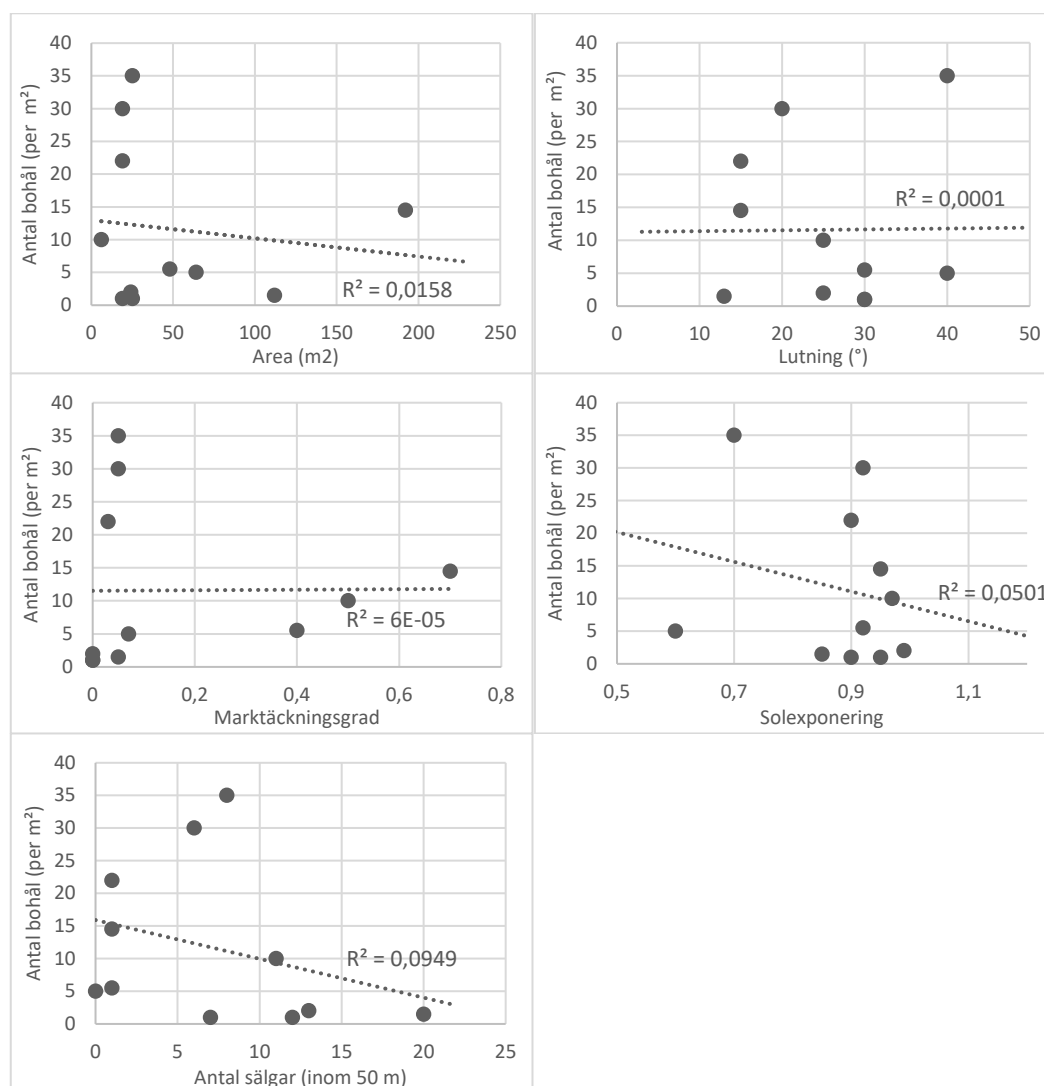 40
35
30
25
20
15
10
5
0
Antal bohål (per m²)
R² = 0,0158
0 50 100 150 200 250
Area (m2)
40
35
30
25
20
15
10
5
0
Antal bohål (per m²)
R² = 0,0001
0 10 20 30 40 50
Lutning (°)
40
35
30
25
20
15
10
5
0
Antal bohål (per m²)
R² = 6E-05
0 0,2 0,4 0,6 0,8
Marktäckningsgrad
40
35
30
25
20
15
10
5
0
Antal bohål (per m²)
R² = 0,0501
0,5 0,7 0,9 1,1
Solexponering
40
35
30
25
20
15
10
5
0
Antal bohål (per m²)
R² = 0,0949
0 5 10 15 20 25
Antal sälgar (inom 50 m)